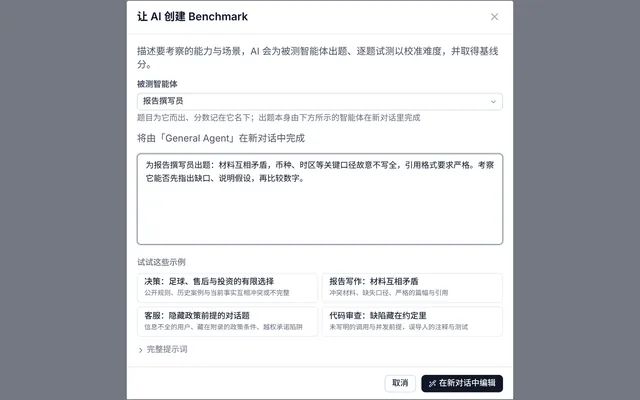 让 AI 创建 Benchmark
描述要考察的能力与场景，AI 会为被测智能体出题、逐题试测以校准难度，并取得基线
分。
被测智能体
报告撰写员
题目为它而出、分数记在它名下；出题本身由下方所示的智能体在新对话里完成
将由「General Agent」在新对话中完成
为报告撰写员出题：材料互相矛盾，币种、时区等关键口径故意不写全，引用格式要求严格。考察
它能否先指出缺口、说明假设，再比较数字。
试试这些示例
决策：足球、售后与投资的有限选择
公开规则、历史案例与当前事实互相冲突或不完整
报告写作：材料互相矛盾
冲突材料、缺失口径、严格的篇幅与引用
客服：隐藏政策前提的对话题
信息不全的用户、藏在附录的政策条件、越权承诺陷阱
代码审查：缺陷藏在约定里
未写明的调用与并发前提，误导人的注释与测试
完整提示词
取消
在新对话中编辑